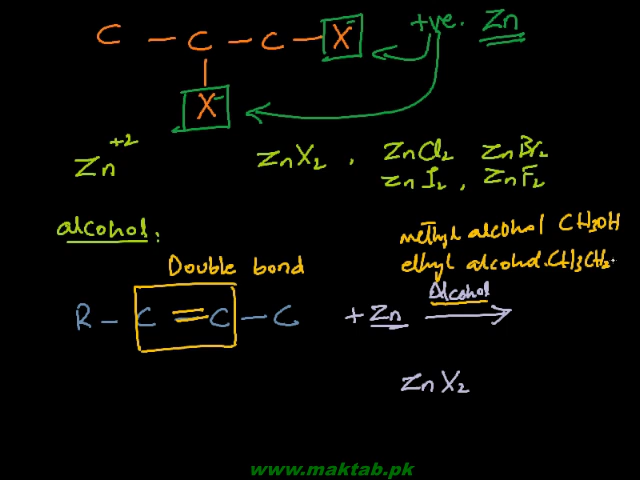 C — C — C — X⁻ +ve. Zn
X⁻
Zn⁺²
ZnX₂ , ZnCl₂ ZnBr₂
ZnI₂ , ZnF₂
alcohol:
methyl alcohol CH3OH
ethyl alcohol.CH3CH2
Double bond
Alcohol
R — C = C — C + Zn ⟶
ZnX₂
www.maktab.pk